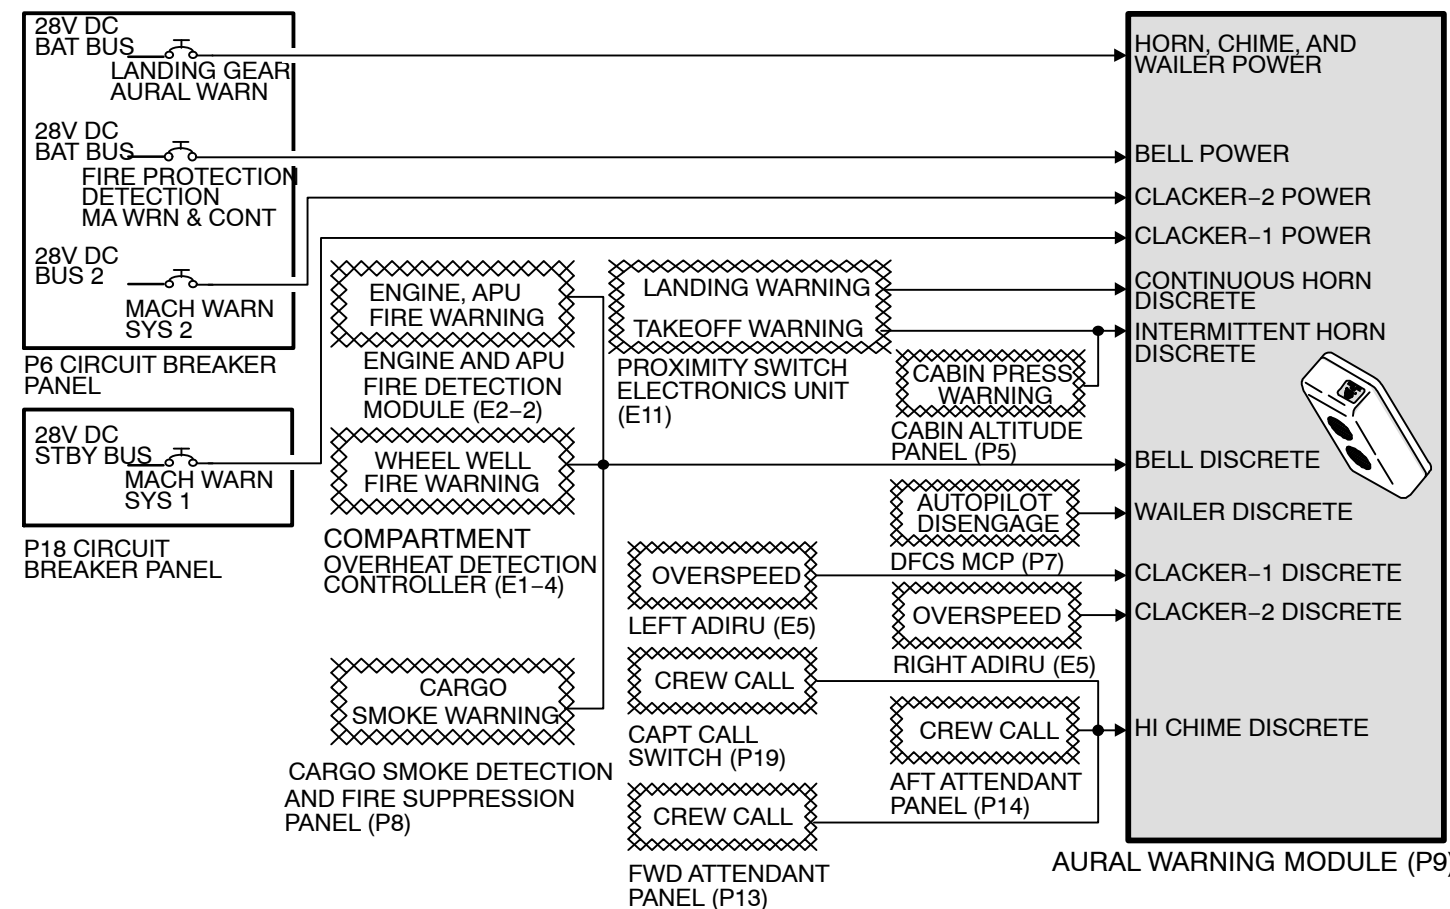 28V DC
BAT BUS
LANDING GEAR
AURAL WARN
28V DC
BAT BUS
FIRE PROTECTION
DETECTION
MA WRN & CONT
28V DC
BUS 2
MACH WARN
SYS 2
P6 CIRCUIT BREAKER
PANEL
28V DC
STBY BUS
MACH WARN
SYS 1
P18 CIRCUIT
BREAKER PANEL
ENGINE, APU
FIRE WARNING
ENGINE AND APU
FIRE DETECTION
MODULE (E2−2)
WHEEL WELL
FIRE WARNING
COMPARTMENT
OVERHEAT DETECTION
CONTROLLER (E1−4)
CARGO
SMOKE WARNING
CARGO SMOKE DETECTION
AND FIRE SUPPRESSION
PANEL (P8)
LANDING WARNING
TAKEOFF WARNING
PROXIMITY SWITCH
ELECTRONICS UNIT
(E11)
CABIN PRESS
WARNING
CABIN ALTITUDE
PANEL (P5)
AUTOPILOT
DISENGAGE
DFCS MCP (P7)
OVERSPEED
LEFT ADIRU (E5)
OVERSPEED
RIGHT ADIRU (E5)
CREW CALL
CAPT CALL
SWITCH (P19)
CREW CALL
AFT ATTENDANT
PANEL (P14)
CREW CALL
FWD ATTENDANT
PANEL (P13)
HORN, CHIME, AND
WAILER POWER
BELL POWER
CLACKER−2 POWER
CLACKER−1 POWER
CONTINUOUS HORN
DISCRETE
INTERMITTENT HORN
DISCRETE
BELL DISCRETE
WAILER DISCRETE
CLACKER−1 DISCRETE
CLACKER−2 DISCRETE
HI CHIME DISCRETE
AURAL WARNING MODULE (P9)